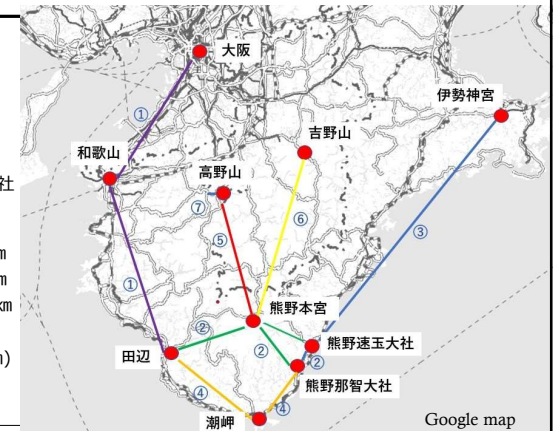 大阪
伊勢神宮
①
吉野山
和歌山
高野山
社
⑦
⑥
⑤
③
m
m
①
km
熊野本宮
②
熊野速玉大社
n)
田辺
②
②
熊野那智大社
④
④
潮岬
Google map